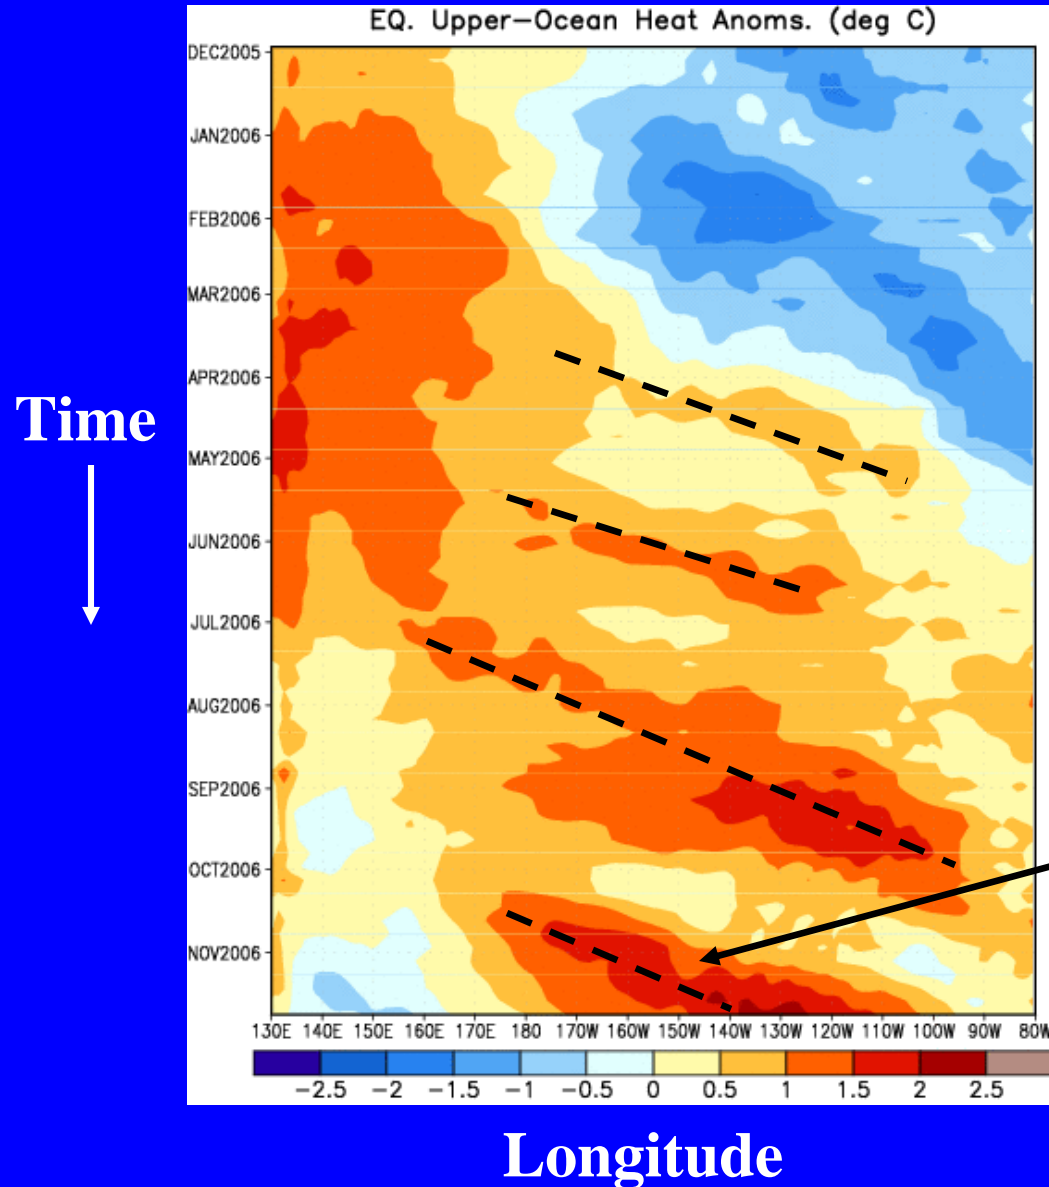 EQ. Upper-Ocean Heat Anoms. (deg C)
DEC2005
JAN2006
FEB2006
MAR2006
APR2006
Time
MAY2006
JUN2006
JUL2006
AUG2006
SEP2006
OCT2006
NOV2006
130E 140E 150E 160E 170E 180 170W 160W 150W 140W 130W 120W 110W 100W 90W 80W
-2.5 -2 -1.5 -1 -0.5 0 0.5 1 1.5 2 2.5
Longitude